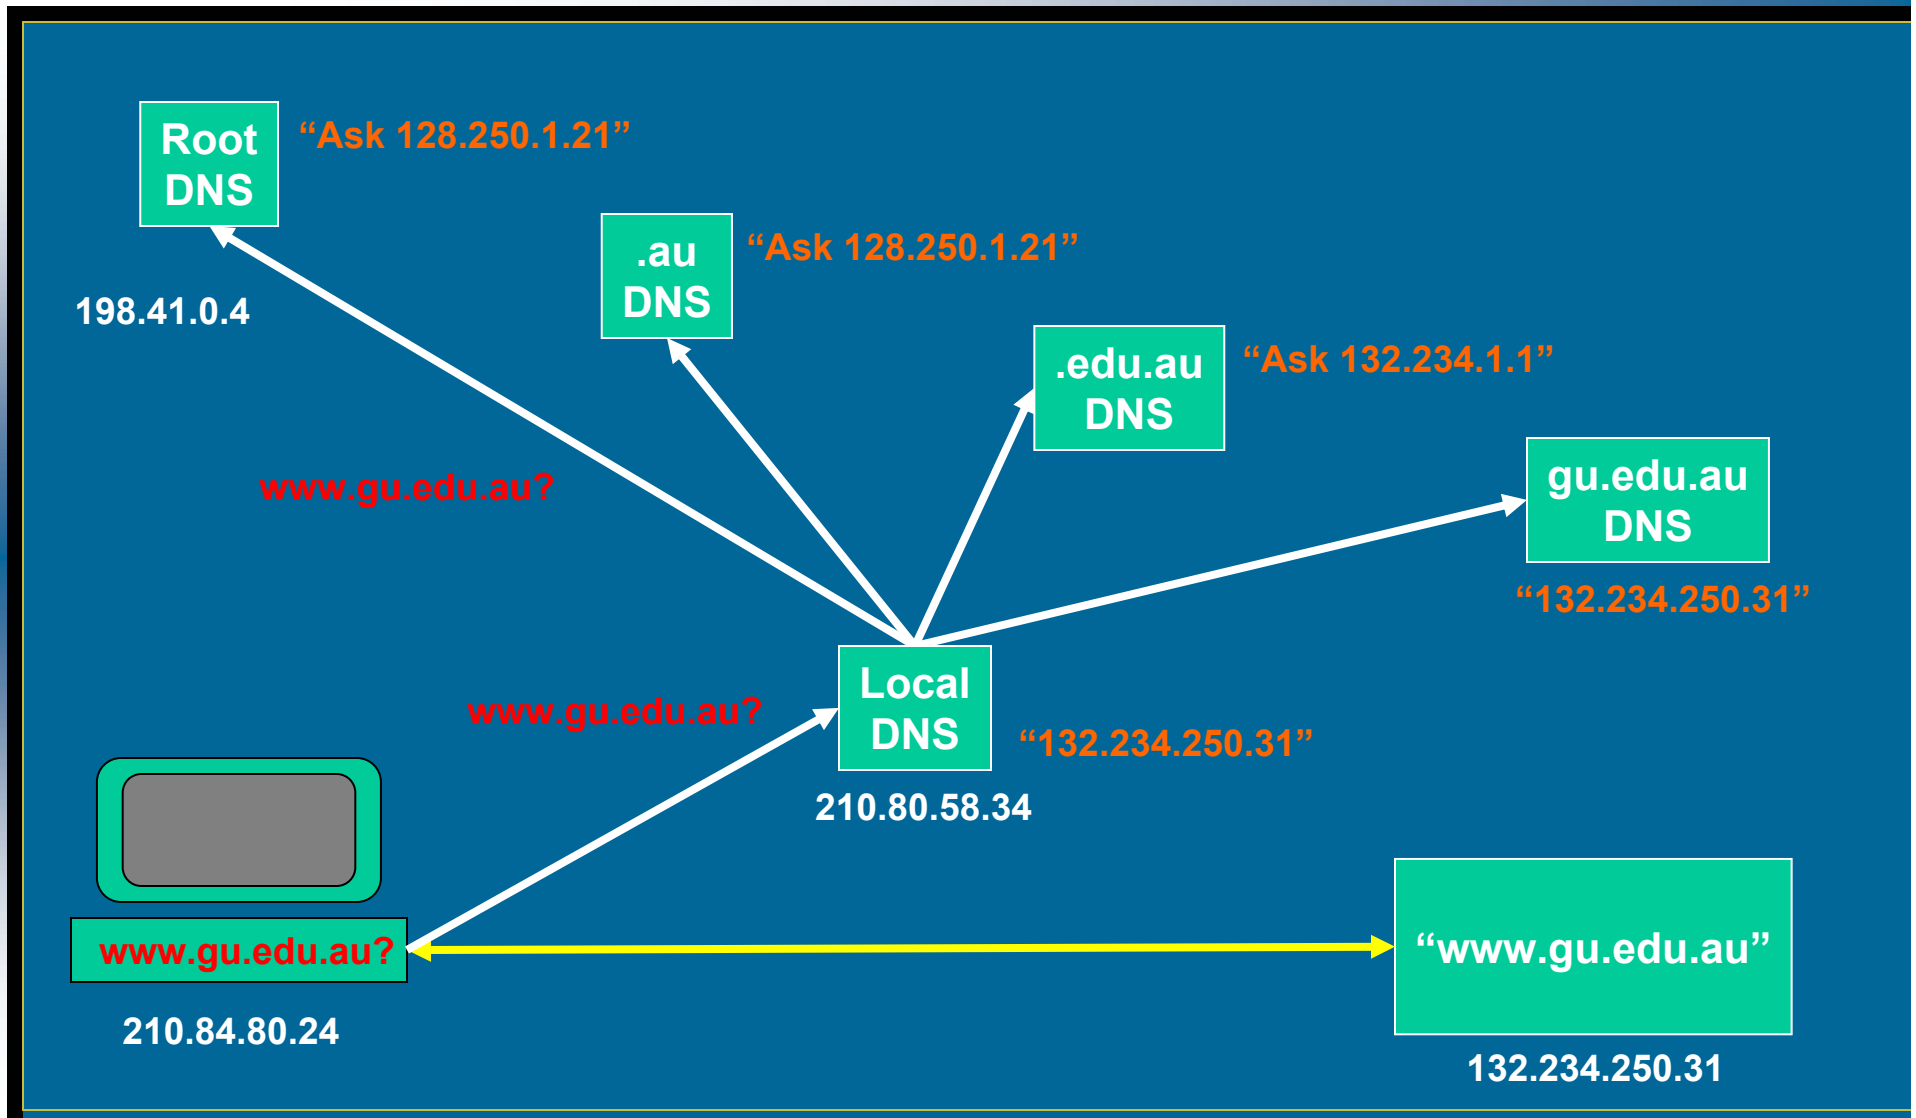 Root
DNS
“Ask 128.250.1.21”
198.41.0.4
.au
DNS
“Ask 128.250.1.21”
.edu.au
DNS
“Ask 132.234.1.1”
gu.edu.au
DNS
“132.234.250.31”
www.gu.edu.au?
www.gu.edu.au?
Local
DNS
“132.234.250.31”
210.80.58.34
www.gu.edu.au?
210.84.80.24
“www.gu.edu.au”
132.234.250.31